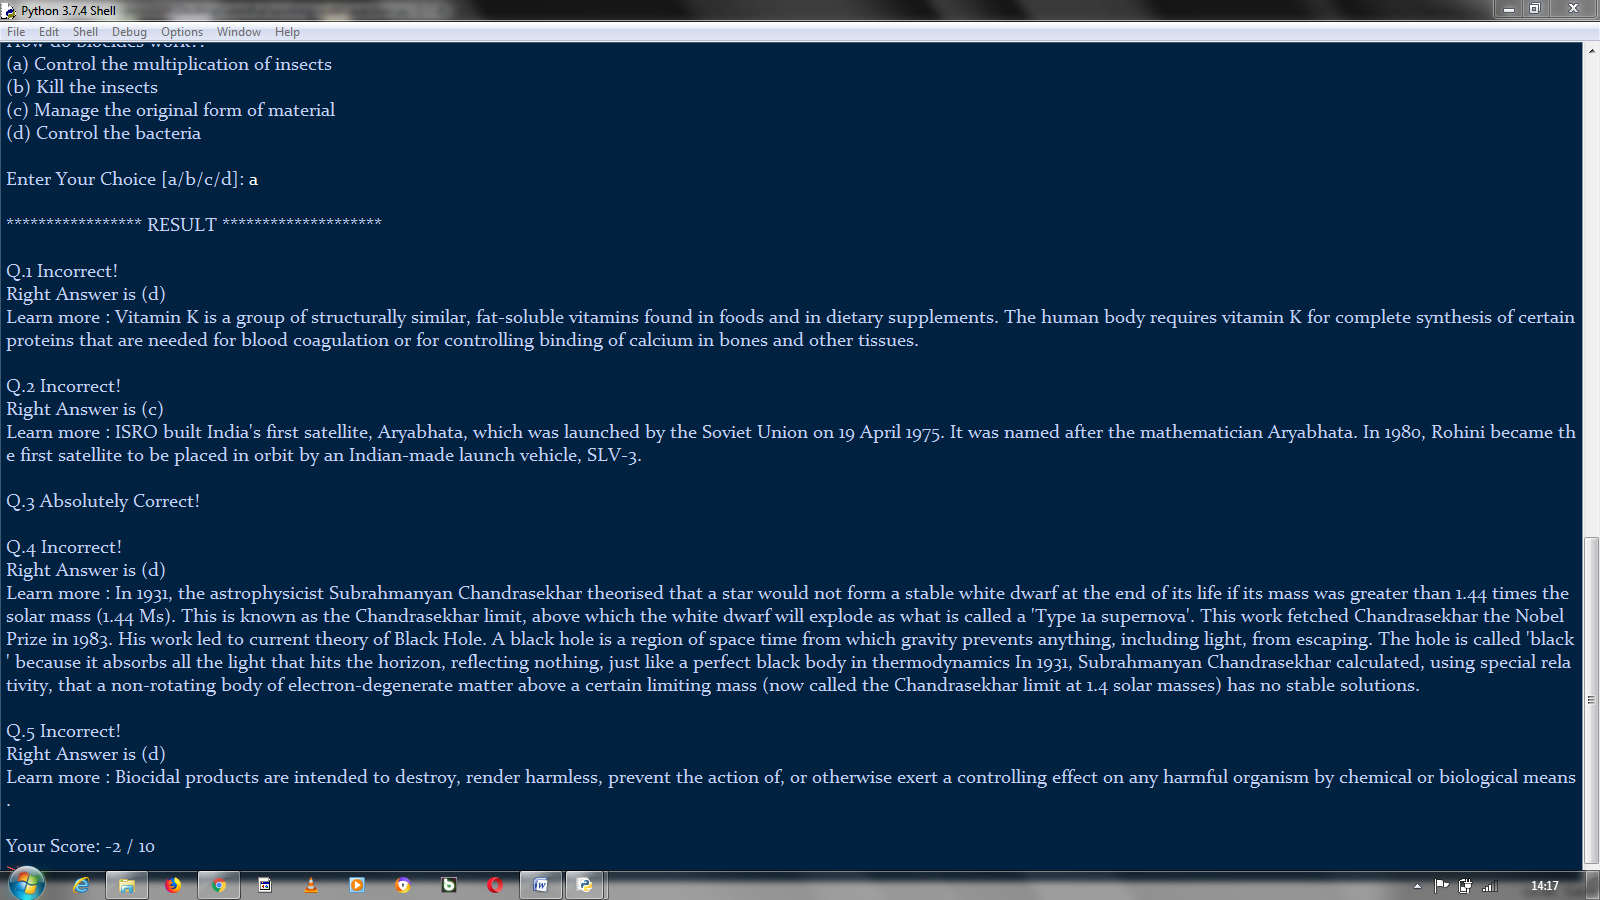 Python 3.7.4 Shell
File Edit Shell Debug Options Window Help
How do biocides work??
(a) Control the multiplication of insects
(b) Kill the insects
(c) Manage the original form of material
(d) Control the bacteria
Enter Your Choice [a/b/c/d]: a
***************** RESULT ********************
Q.1 Incorrect!
Right Answer is (d)
Learn more : Vitamin K is a group of structurally similar, fat-soluble vitamins found in foods and in dietary supplements. The human body requires vitamin K for complete synthesis of certain
proteins that are needed for blood coagulation or for controlling binding of calcium in bones and other tissues.
Q.2 Incorrect!
Right Answer is (c)
Learn more : ISRO built India's first satellite, Aryabhata, which was launched by the Soviet Union on 19 April 1975. It was named after the mathematician Aryabhata. In 1980, Rohini became th
e first satellite to be placed in orbit by an Indian-made launch vehicle, SLV-3.
Q.3 Absolutely Correct!
Q.4 Incorrect!
Right Answer is (d)
Learn more : In 1931, the astrophysicist Subrahmanyan Chandrasekhar theorised that a star would not form a stable white dwarf at the end of its life if its mass was greater than 1.44 times the
solar mass (1.44 Ms). This is known as the Chandrasekhar limit, above which the white dwarf will explode as what is called a 'Type 1a supernova'. This work fetched Chandrasekhar the Nobel
Prize in 1983. His work led to current theory of Black Hole. A black hole is a region of space time from which gravity prevents anything, including light, from escaping. The hole is called 'black
' because it absorbs all the light that hits the horizon, reflecting nothing, just like a perfect black body in thermodynamics In 1931, Subrahmanyan Chandrasekhar calculated, using special rela
tivity, that a non-rotating body of electron-degenerate matter above a certain limiting mass (now called the Chandrasekhar limit at 1.4 solar masses) has no stable solutions.
Q.5 Incorrect!
Right Answer is (d)
Learn more : Biocidal products are intended to destroy, render harmless, prevent the action of, or otherwise exert a controlling effect on any harmful organism by chemical or biological means
.
Your Score: -2 / 10
14:17